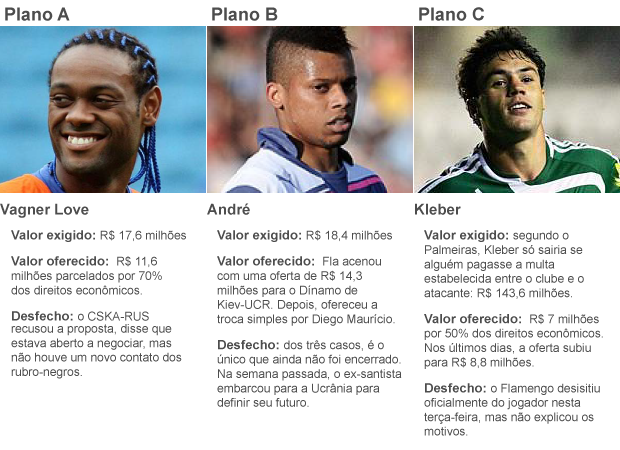 Plano A
Vagner Love
Valor exigido: R$ 17,6 milhões
Valor oferecido: R$ 11,6
milhões parcelados por 70%
dos direitos econômicos.
Desfecho: o CSKA-RUS
recusou a proposta, disse que
estava aberto a negociar, mas
não houve um novo contato dos
rubro-negros.
Plano B
André
Valor exigido: R$ 18,4 milhões
Valor oferecido: Fla acenou
com uma oferta de R$ 14,3
milhões para o Dínamo de
Kiev-UCR. Depois, ofereceu a
troca simples por Diego Maurício.
Desfecho: dos três casos, é o
único que ainda não foi encerrado.
Na semana passada, o ex-santista
embarcou para a Ucrânia para
definir seu futuro.
Plano C
Kleber
Valor exigido: segundo o
Palmeiras, Kleber só sairia se
alguém pagasse a multa
estabelecida entre o clube e o
atacante: R$ 143,6 milhões.
Valor oferecido: R$ 7 milhões
por 50% dos direitos econômicos.
Nos últimos dias, a oferta subiu
para R$ 8,8 milhões.
Desfecho: o Flamengo desisitiu
oficialmente do jogador nesta
terça-feira, mas não explicou os
motivos.